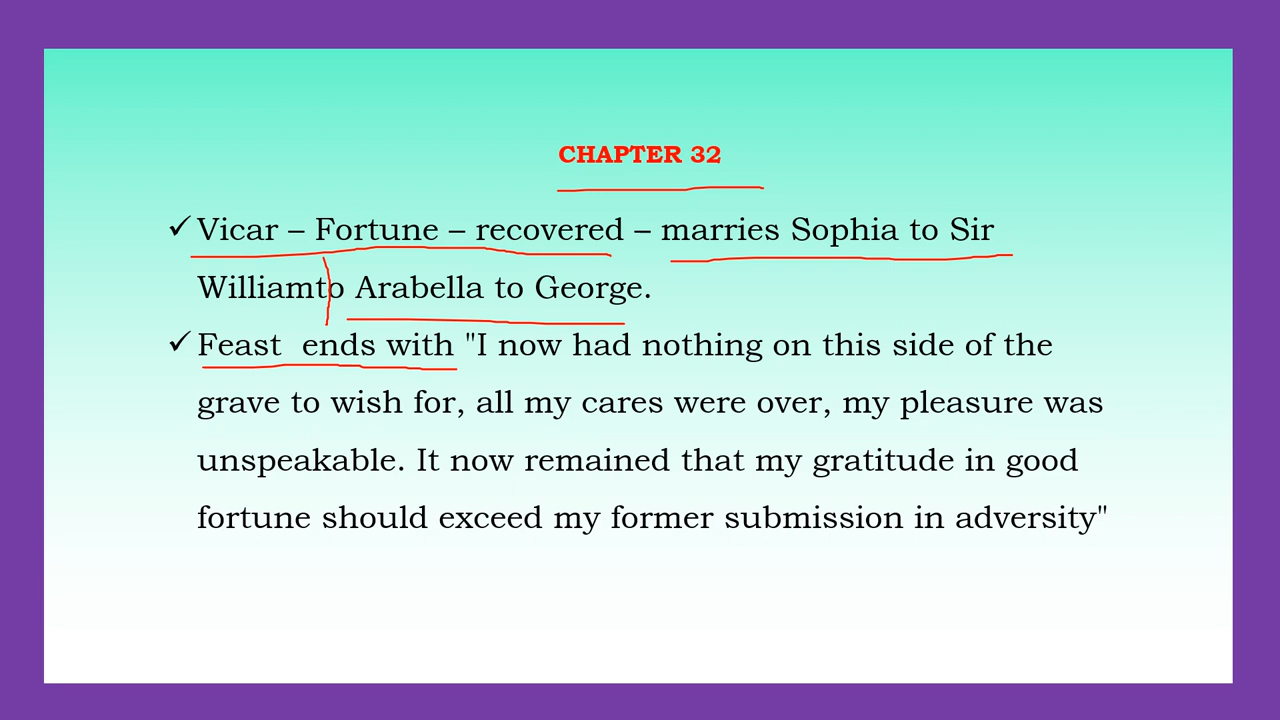 CHAPTER 32
✓ Vicar – Fortune – recovered – marries Sophia to Sir
Williamto Arabella to George.
✓ Feast ends with "I now had nothing on this side of the
grave to wish for, all my cares were over, my pleasure was
unspeakable. It now remained that my gratitude in good
fortune should exceed my former submission in adversity"